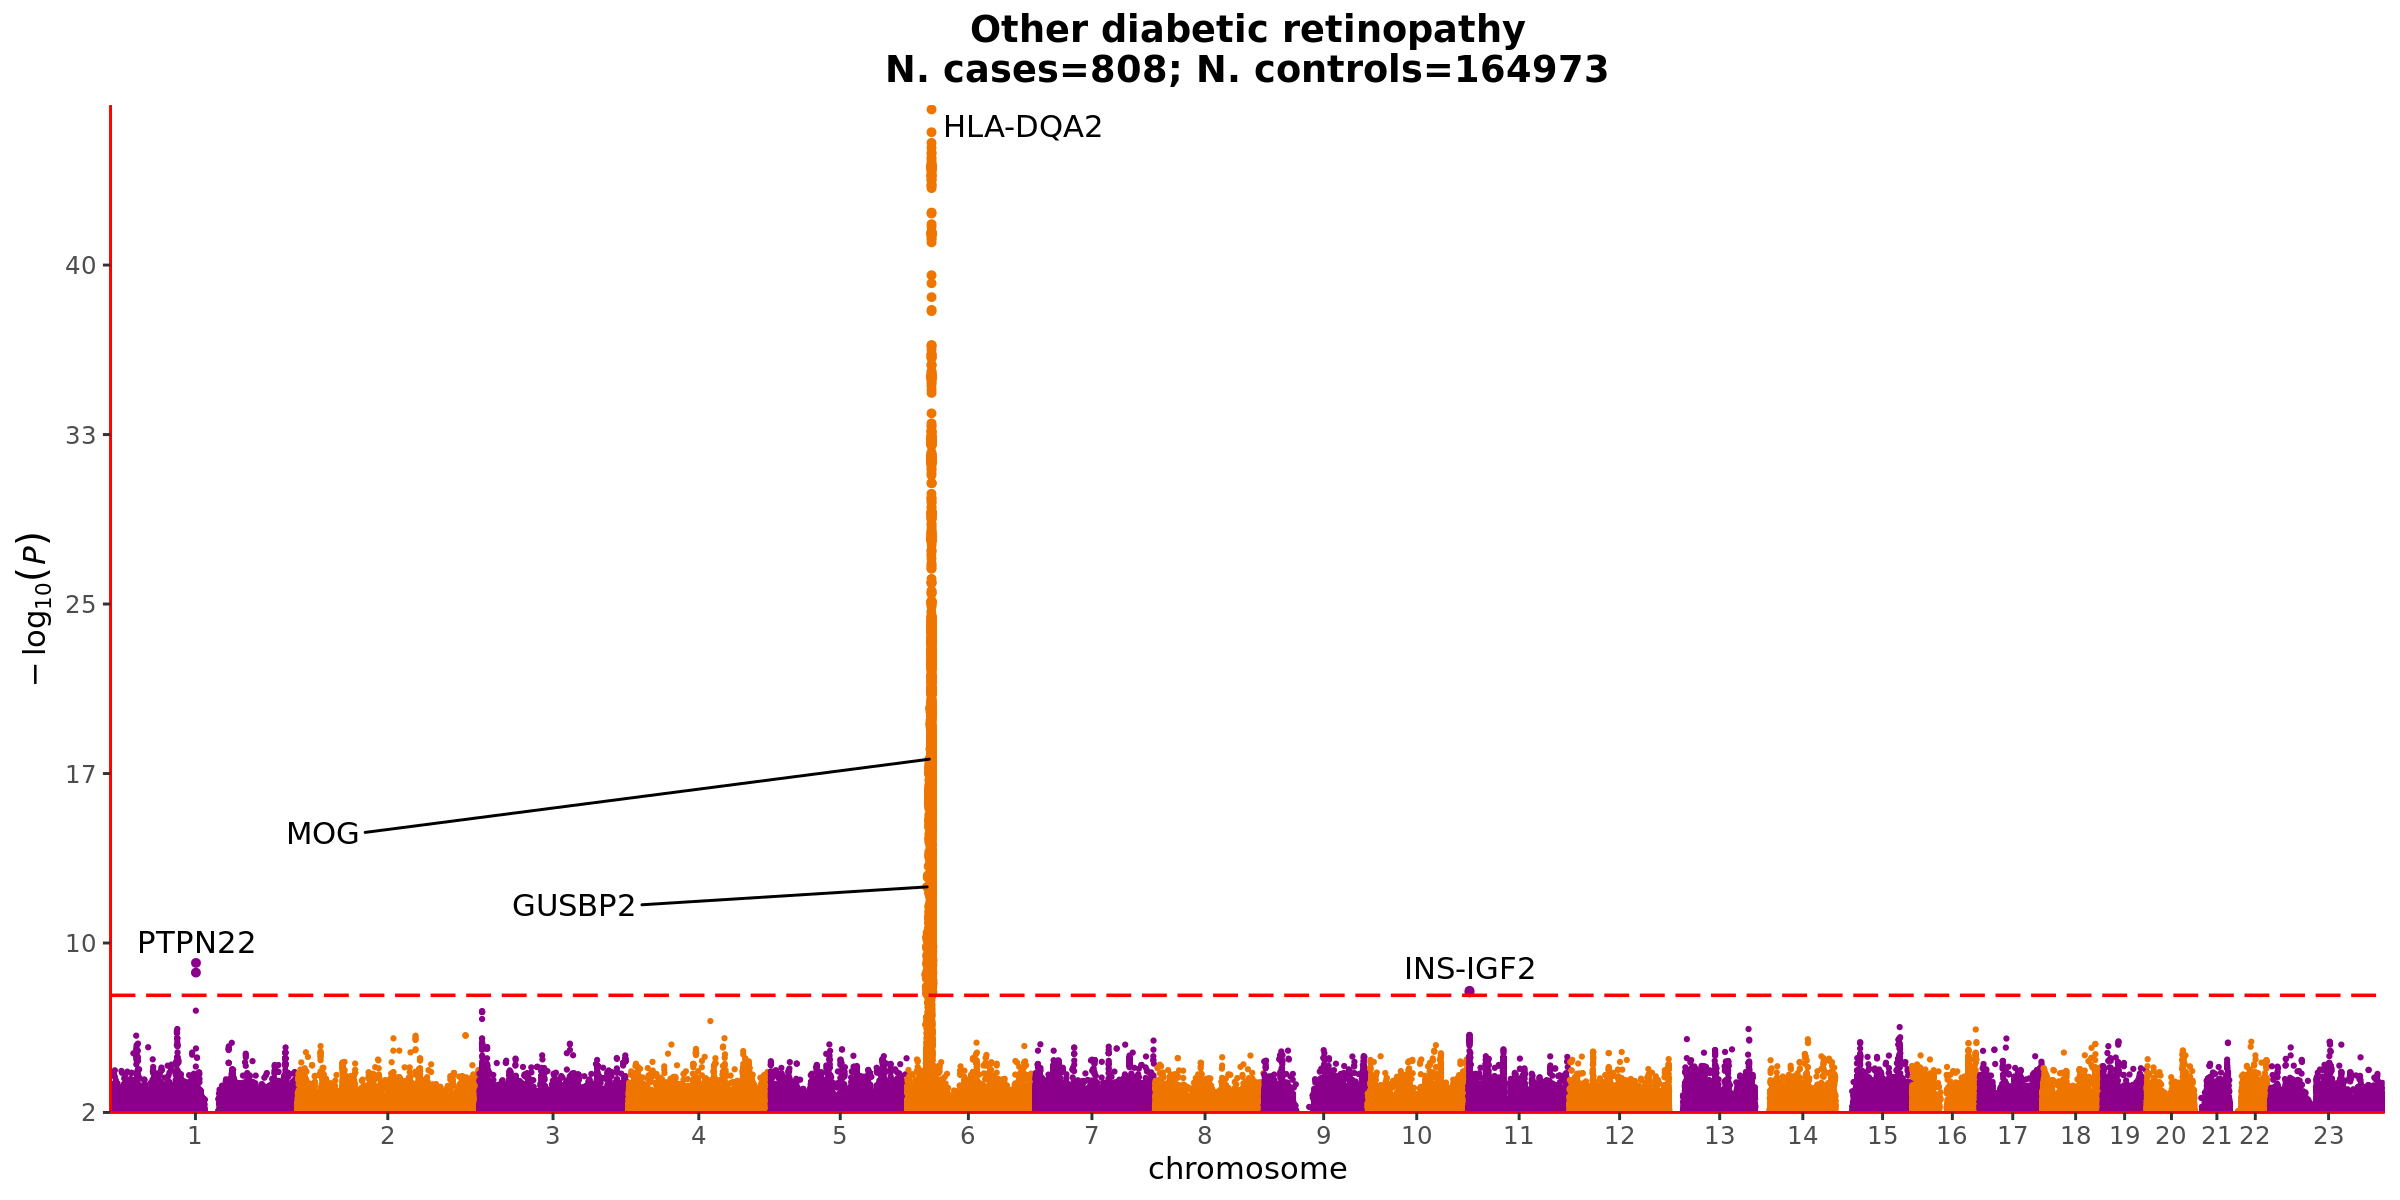 Other diabetic retinopathy
N. cases=808; N. controls=164973
HLA-DQA2
40
33
− log10(P)
25
17
MOG
GUSBP2
10
PTPN22
INS-IGF2
2
1 2 3 4 5 6 7 8 9 10 11 12 13 14 15 16 17 18 19 20 21 22 23
chromosome